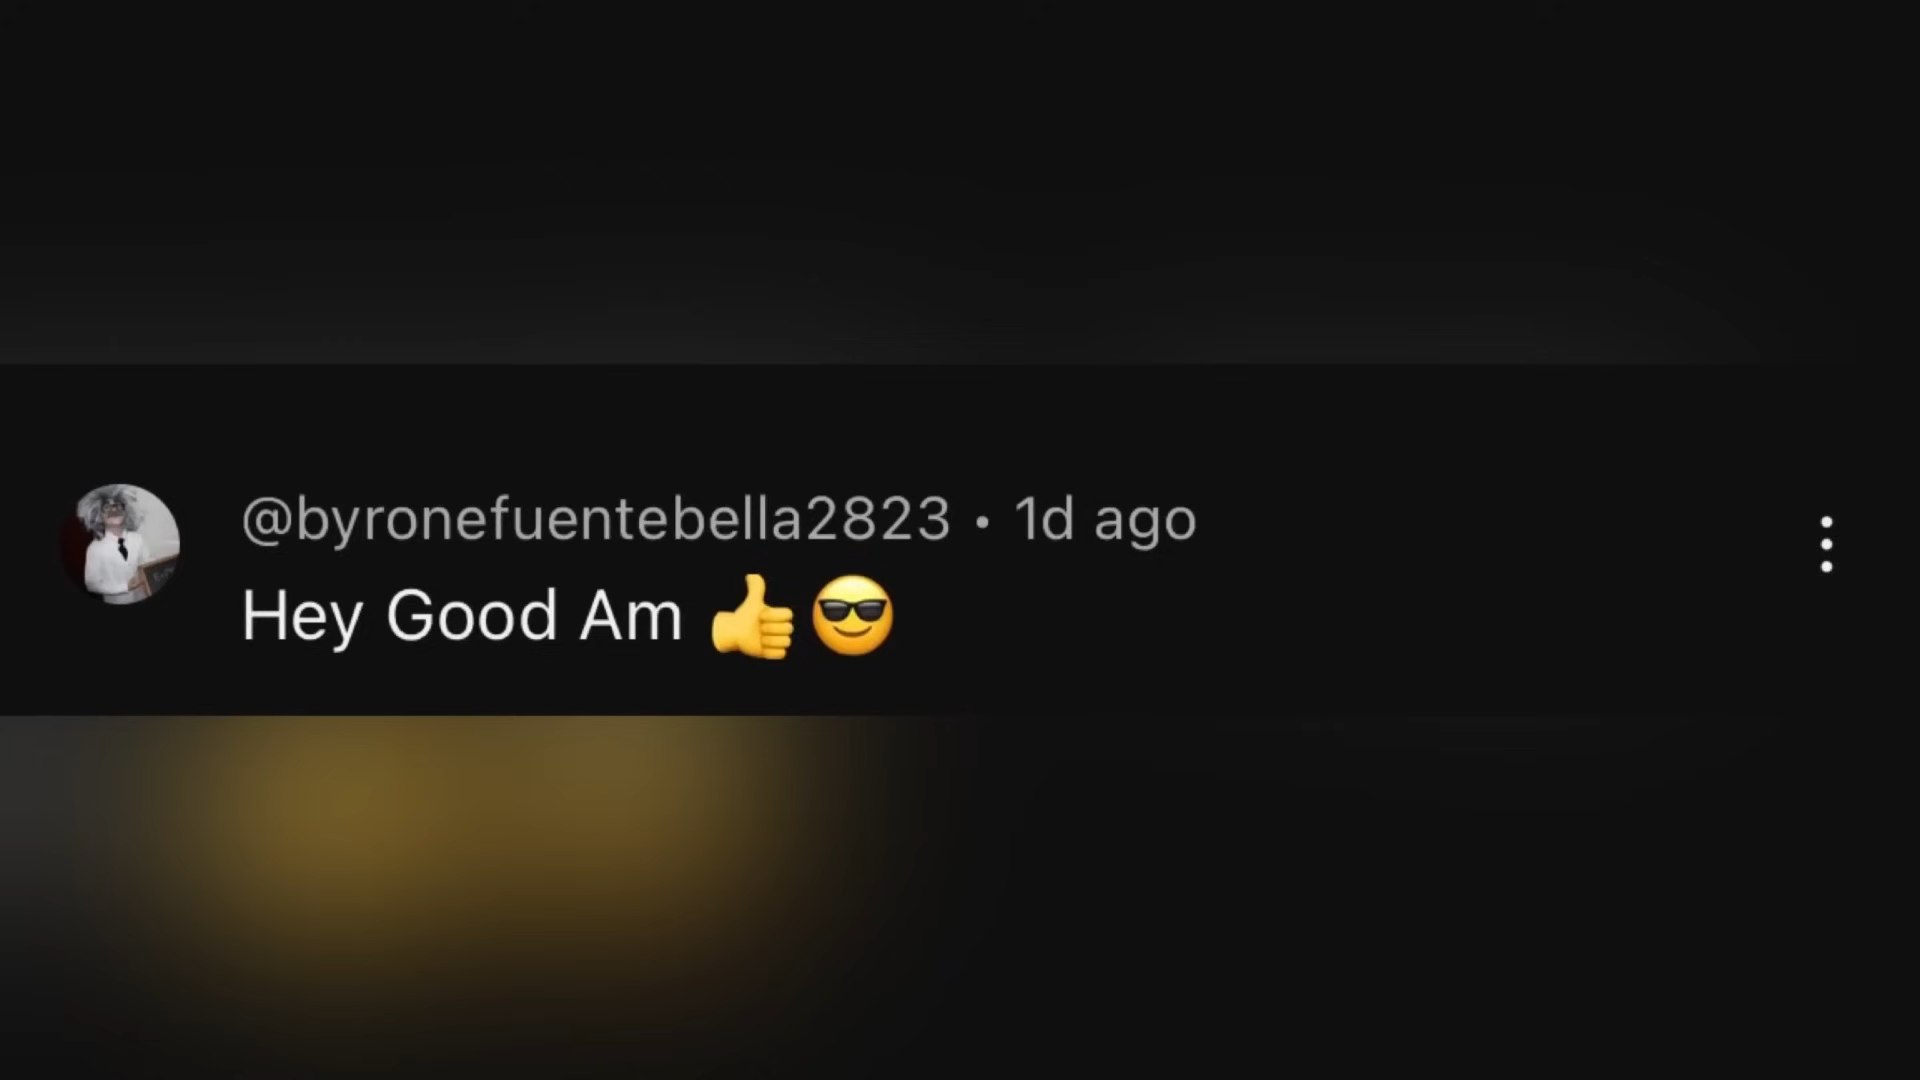 @byronefuentebella2823 • 1d ago
Hey Good Am 👍😎